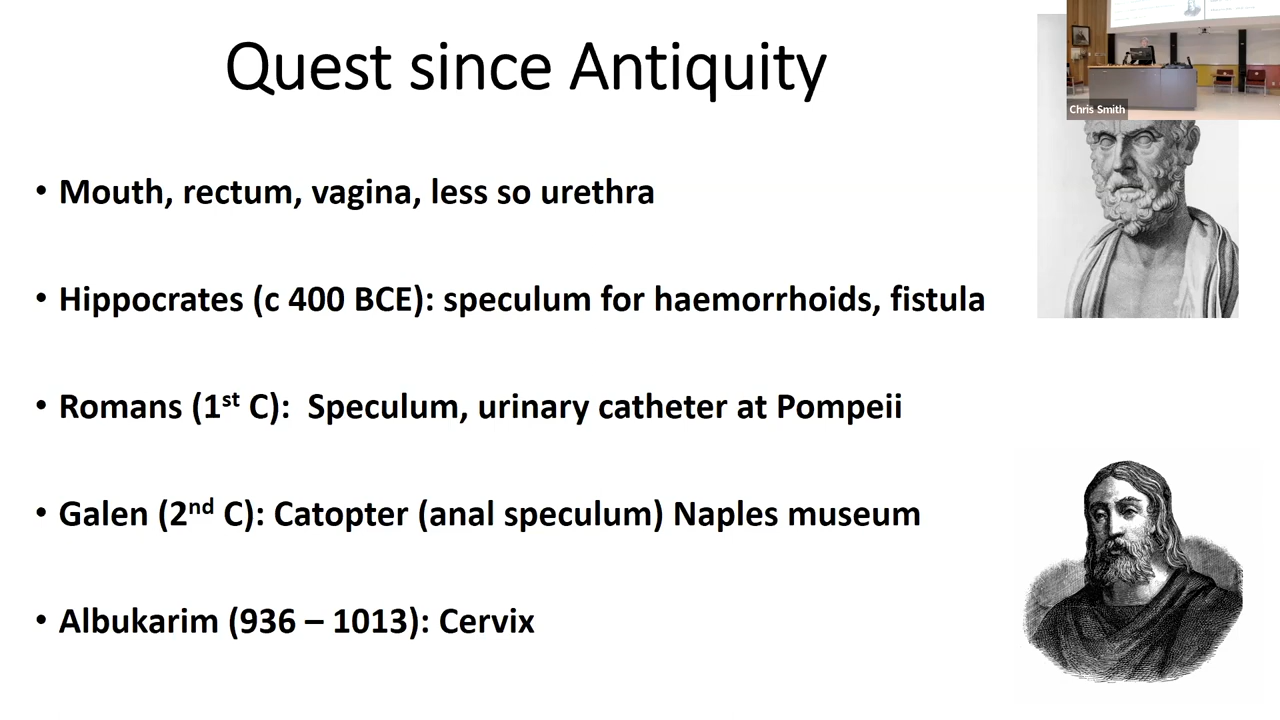 Quest since Antiquity
Chris Smith
• Mouth, rectum, vagina, less so urethra
• Hippocrates (c 400 BCE): speculum for haemorrhoids, fistula
• Romans (1st C):  Speculum, urinary catheter at Pompeii
• Galen (2nd C): Catopter (anal speculum) Naples museum
• Albukarim (936 – 1013): Cervix